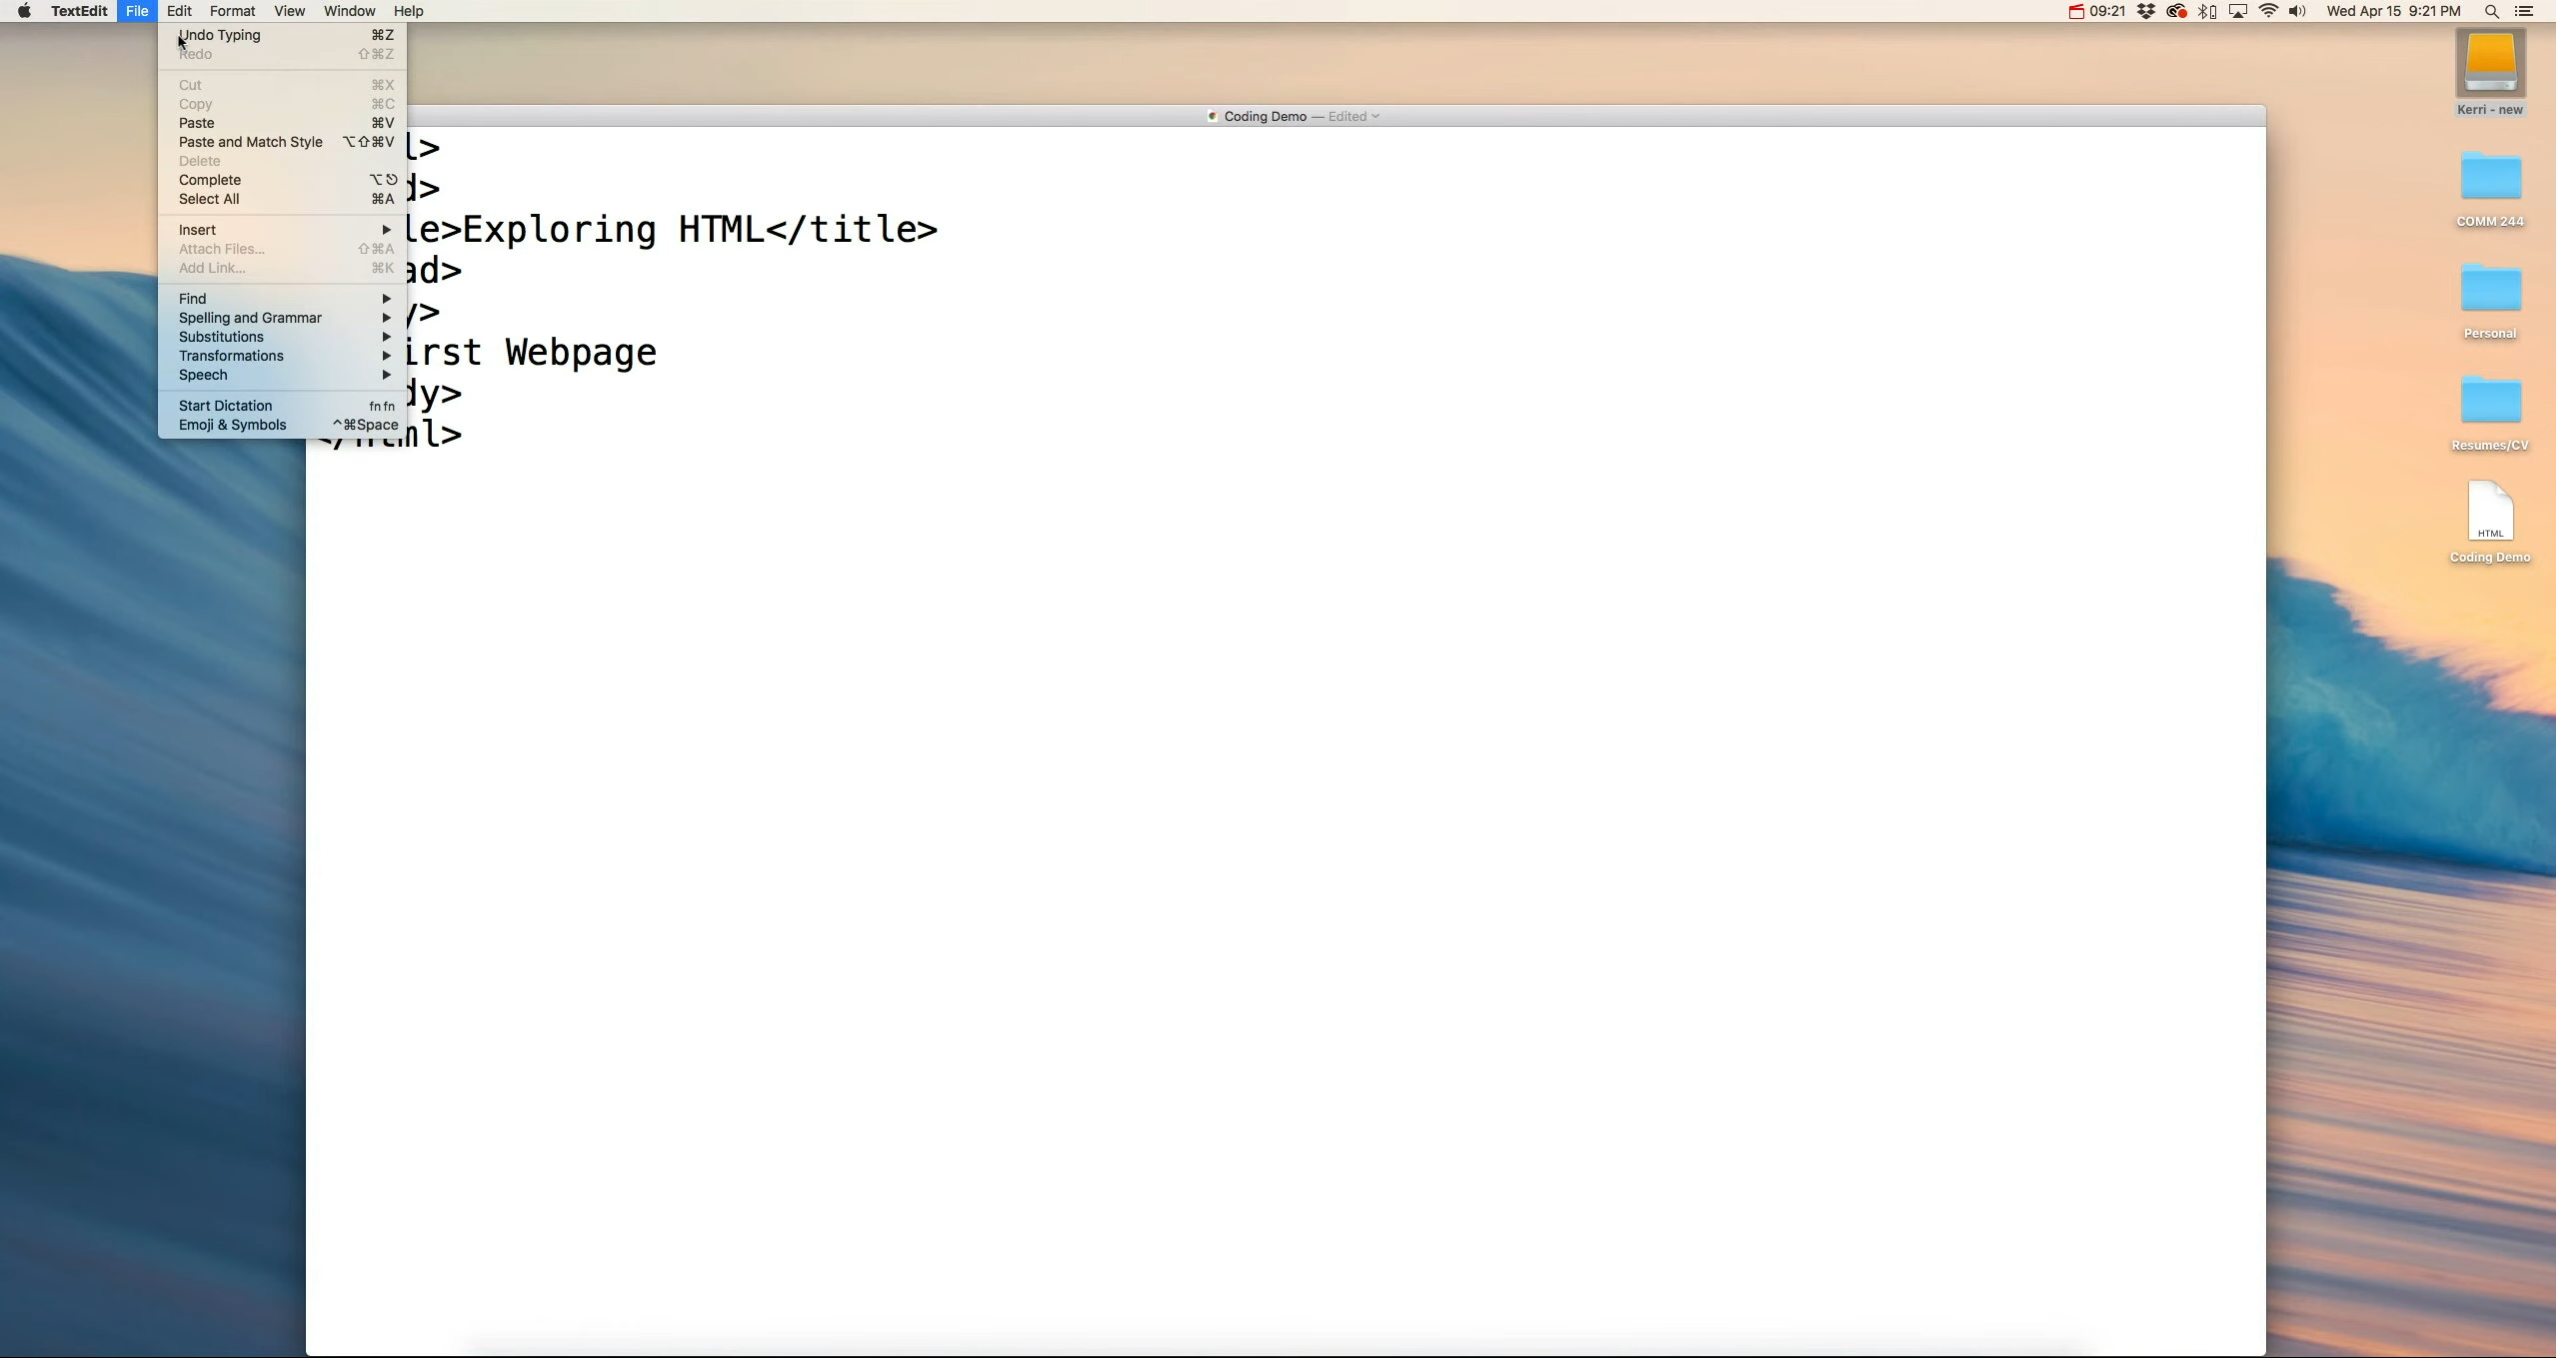 TextEdit File Edit Format View Window Help 09:21 Wed Apr 15 9:21 PM
Undo Typing ⌘Z
Redo ⇧⌘Z
Cut ⌘X
Copy ⌘C
Paste ⌘V
Paste and Match Style ⌥⇧⌘V
Delete
Complete ⌥⎋
Select All ⌘A
Insert ▶
Attach Files... ⇧⌘A
Add Link... ⌘K
Find ▶
Spelling and Grammar ▶
Substitutions ▶
Transformations ▶
Speech ▶
Start Dictation fn fn
Emoji & Symbols ^⌘Space
Coding Demo — Edited
l>
d>
le>Exploring HTML</title>
ad>
y>
irst Webpage
dy>
</html>
Kerri - new
COMM 244
Personal
Resumes/CV
HTML
Coding Demo